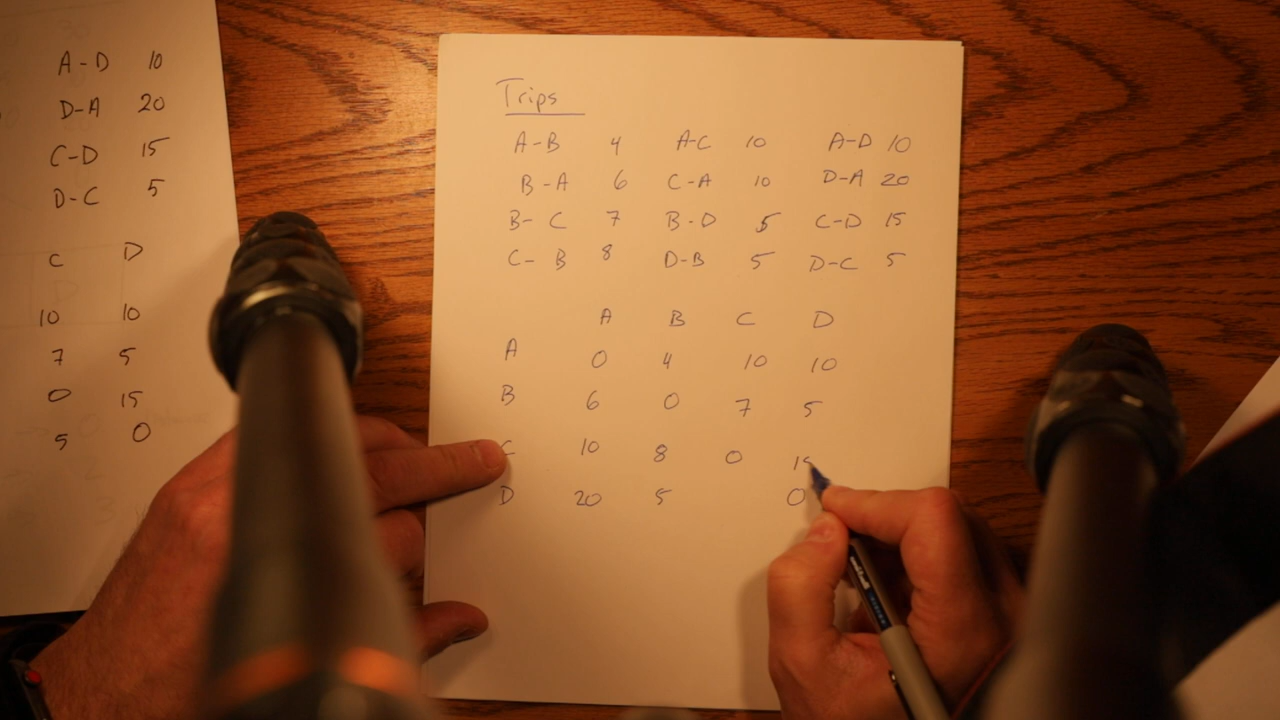 A-D 10
D-A 20
C-D 15
D-C 5
C D
10 10
7 5
0 15
5 0
Trips
A-B 4 A-C 10 A-D 10
B-A 6 C-A 10 D-A 20
B-C 7 B-D 5 C-D 15
C-B 8 D-B 5 D-C 5
A B C D
A 0 4 10 10
B 6 0 7 5
C 10 8 0 15
D 20 5 0